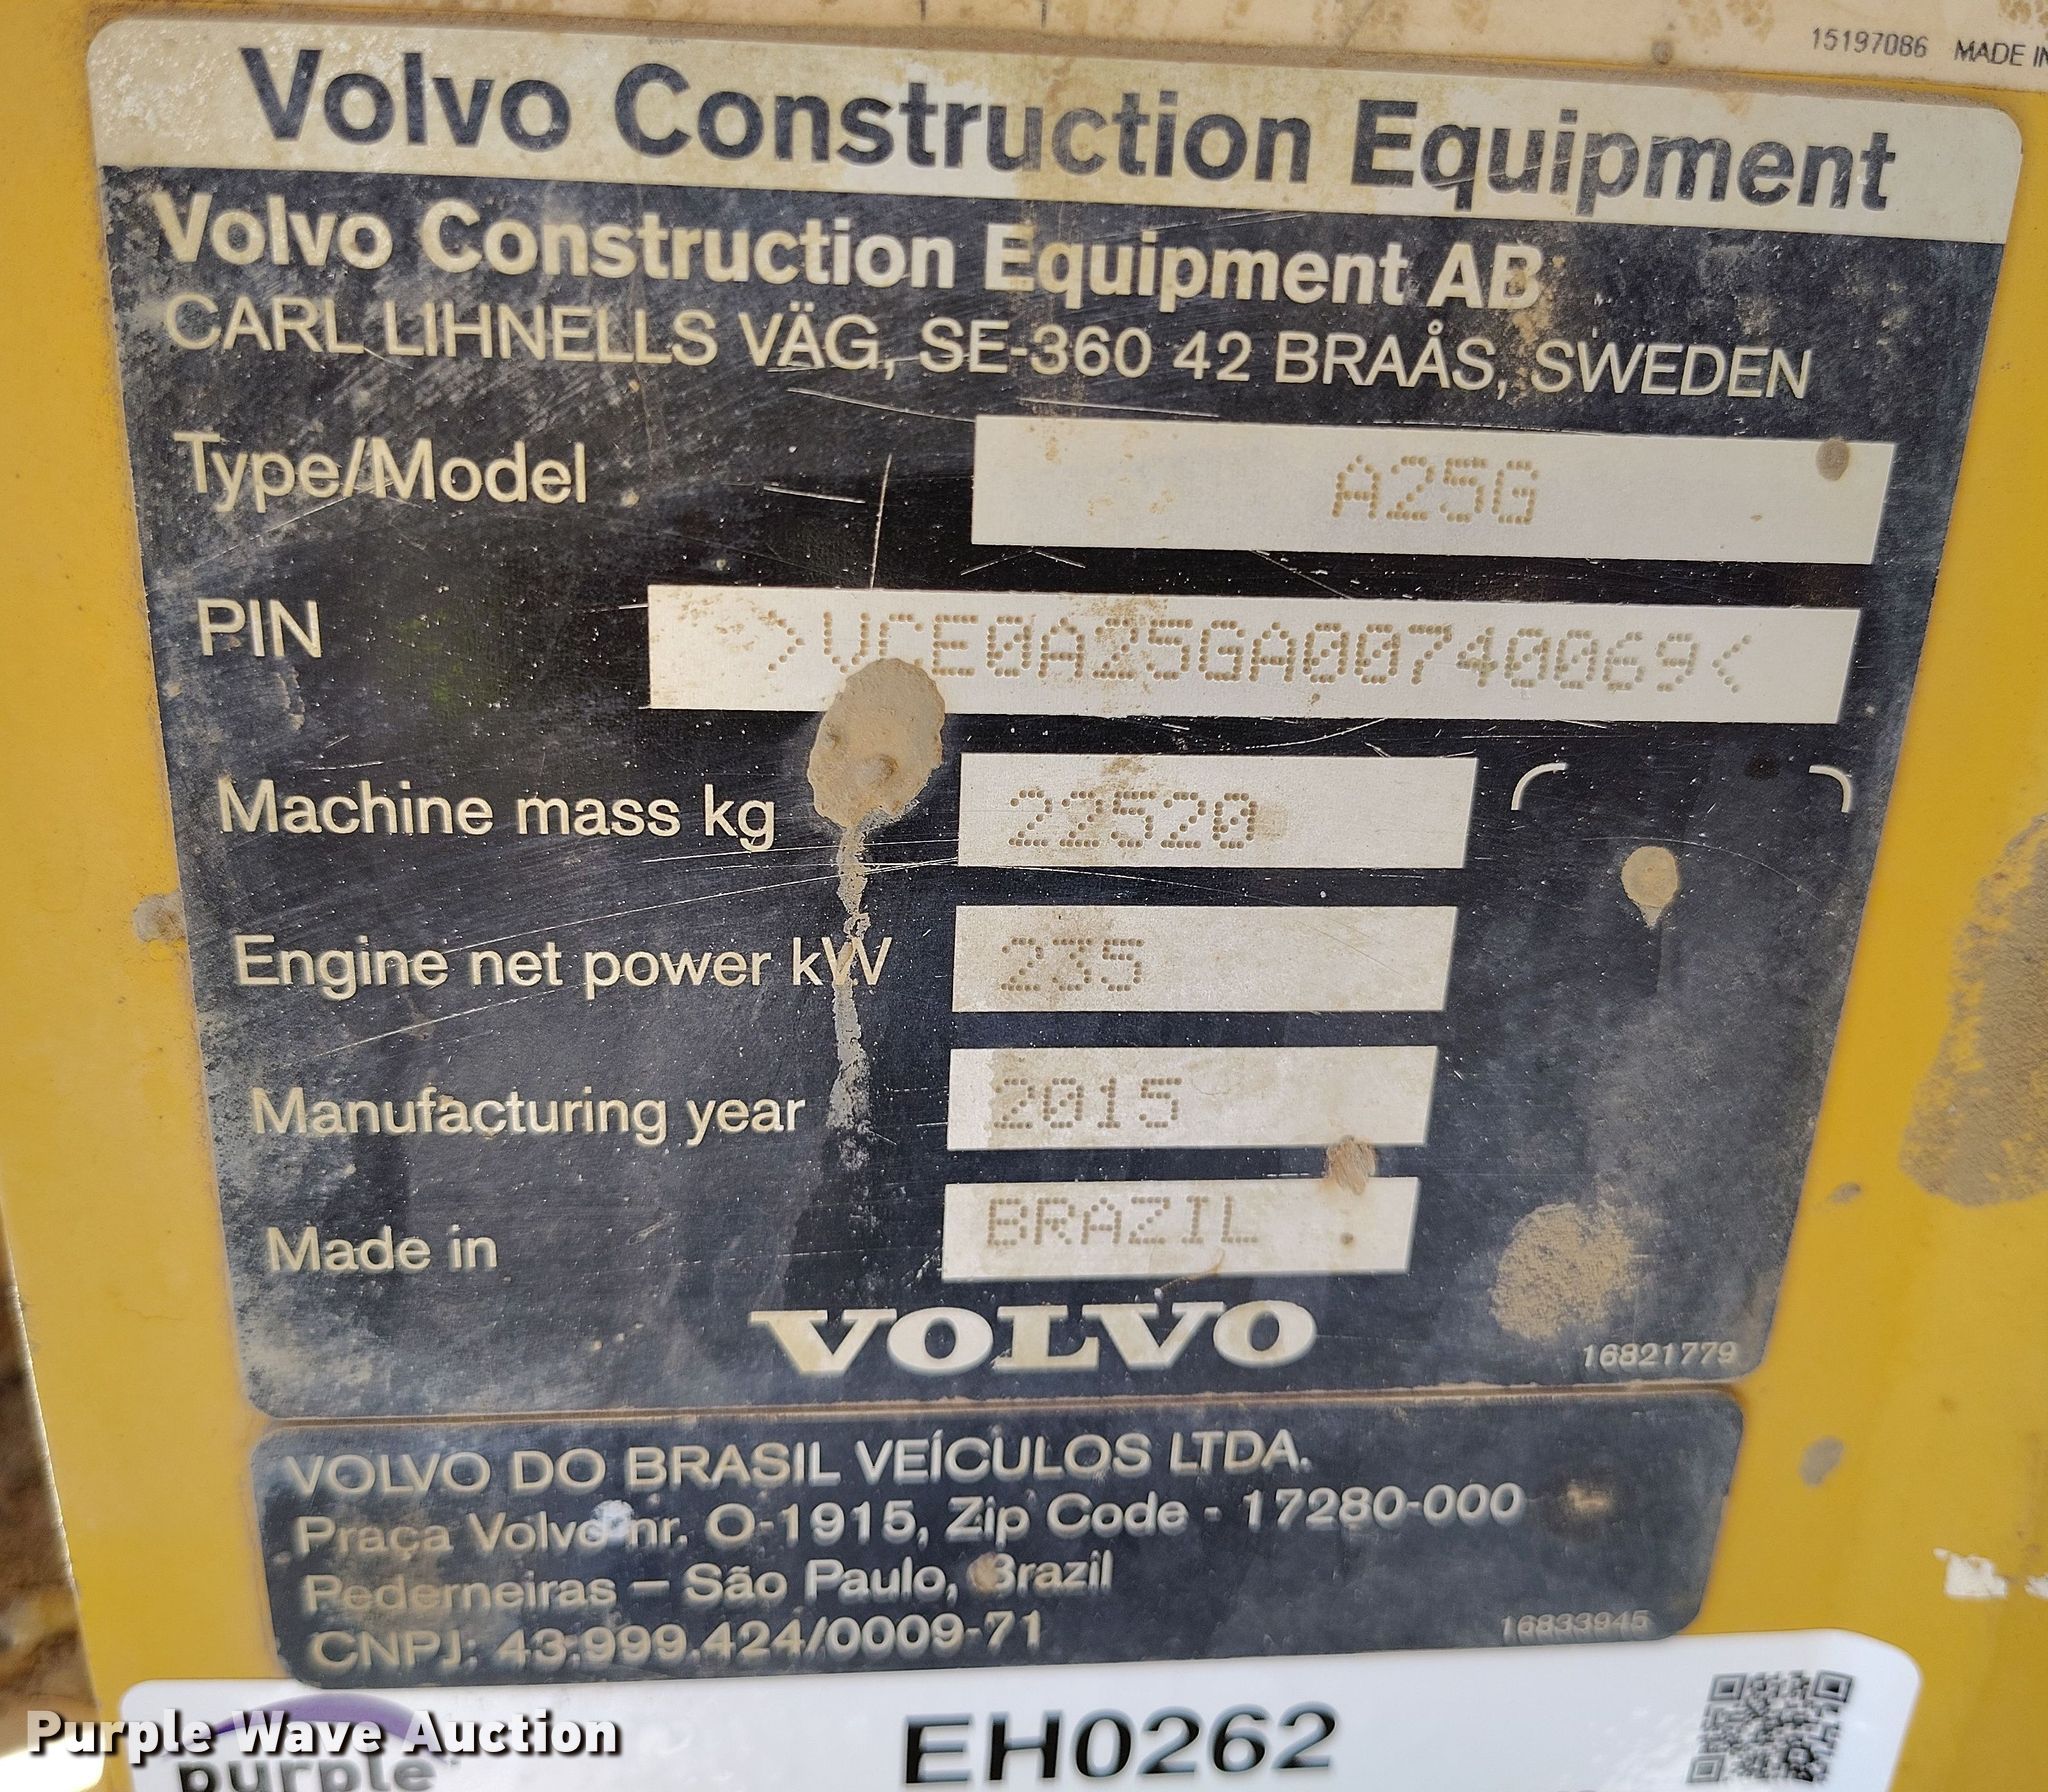 15197086 MADE IN
Volvo Construction Equipment
Volvo Construction Equipment AB
CARL LIHNELLS VÄG, SE-360 42 BRAÅS, SWEDEN
Type/Model A25G
PIN >VCE0A25GA00740069<
Machine mass kg 22520
Engine net power kW 235
Manufacturing year 2015
Made in BRAZIL
VOLVO
16821779
VOLVO DO BRASIL VEÍCULOS LTDA.
Praça Volvo nr. O-1915, Zip Code - 17280-000
Pederneiras – São Paulo, Brazil
CNPJ: 43.999.424/0009-71
16833945
EH0262
Purple Wave Auction
purple